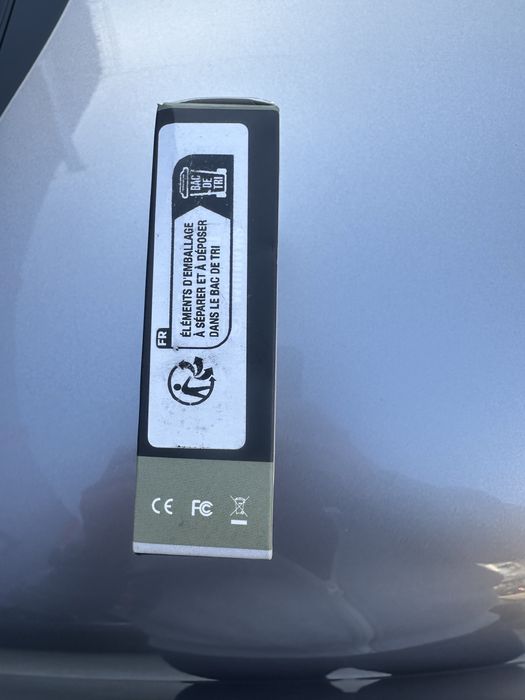 FR
ÉLÉMENTS D'EMBALLAGE
À SÉPARER ET À DÉPOSER
DANS LE BAC DE TRI
BAC
DE
TRI
CE FC